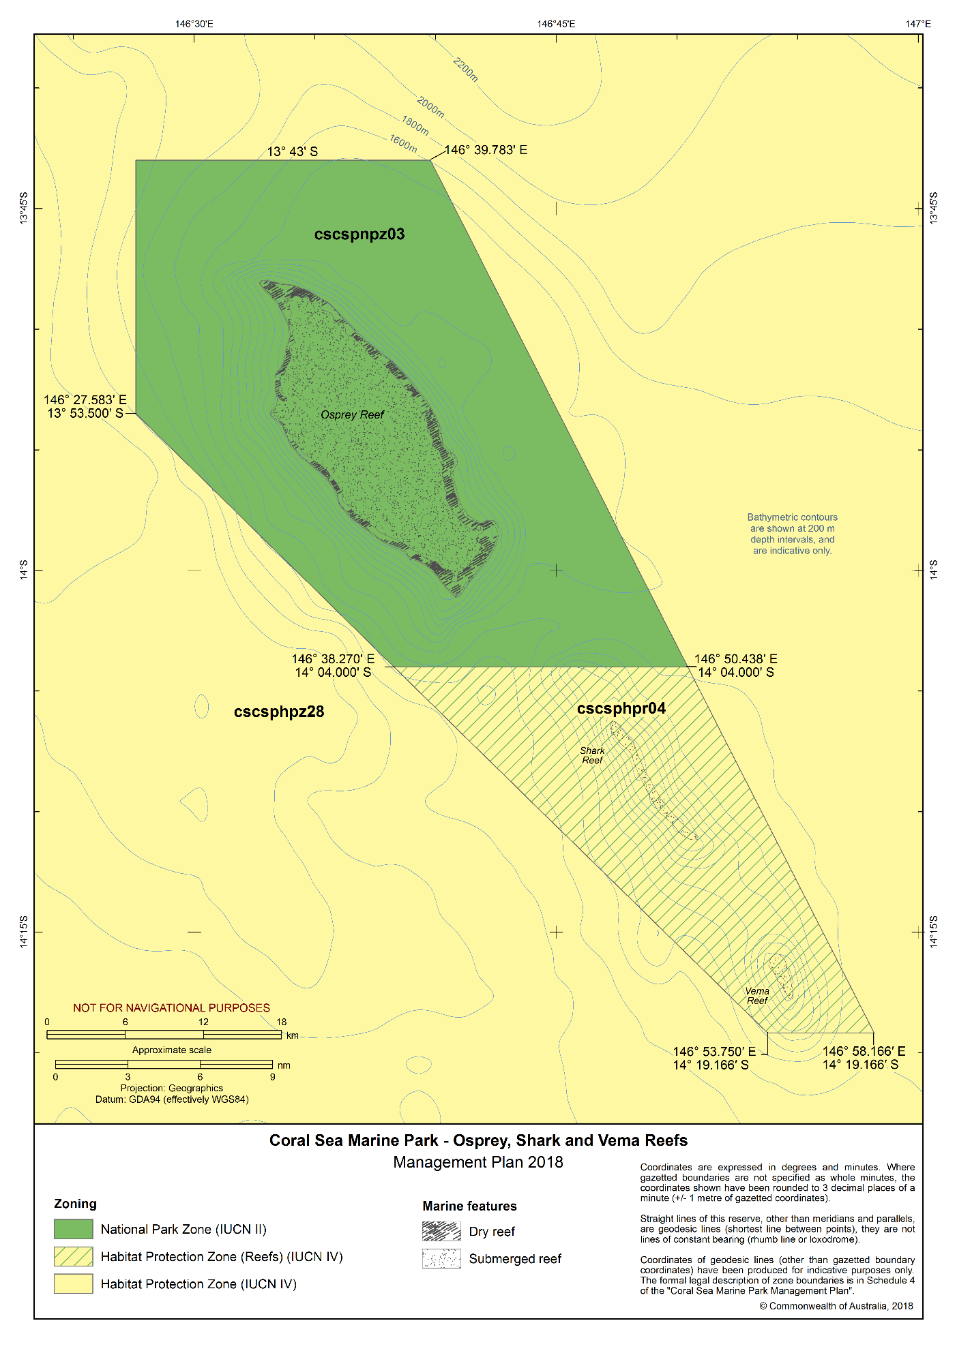 146°30'E
146°45'E
147°E
2200m
2000m
1800m
1600m
13° 43' S
146° 39.783' E
13°45'S
13°45'S
cscspnpz03
146° 27.583' E
13° 53.500' S
Osprey Reef
Bathymetric contours
are shown at 200 m
depth intervals, and
are indicative only.
14°S
14°S
146° 38.270' E
14° 04.000' S
146° 50.438' E
14° 04.000' S
cscsphpz28
cscsphpr04
Shark
Reef
14°15'S
14°15'S
Vema
Reef
NOT FOR NAVIGATIONAL PURPOSES
0 6 12 18
km
Approximate scale
nm
0 3 6 9
Projection: Geographics
Datum: GDA94 (effectively WGS84)
146° 53.750' E
14° 19.166' S
146° 58.166' E
14° 19.166' S
Coral Sea Marine Park - Osprey, Shark and Vema Reefs
Management Plan 2018
Zoning
National Park Zone (IUCN II)
Habitat Protection Zone (Reefs) (IUCN IV)
Habitat Protection Zone (IUCN IV)
Marine features
Dry reef
Submerged reef
Coordinates are expressed in degrees and minutes. Where
gazetted boundaries are not specified as whole minutes, the
coordinates shown have been rounded to 3 decimal places of a
minute (+/- 1 metre of gazetted coordinates).
Straight lines of this reserve, other than meridians and parallels,
are geodesic lines (shortest line between points), they are not
lines of constant bearing (rhumb line or loxodrome).
Coordinates of geodesic lines (other than gazetted boundary
coordinates) have been produced for indicative purposes only.
The formal legal description of zone boundaries is in Schedule 4
of the "Coral Sea Marine Park Management Plan".
© Commonwealth of Australia, 2018